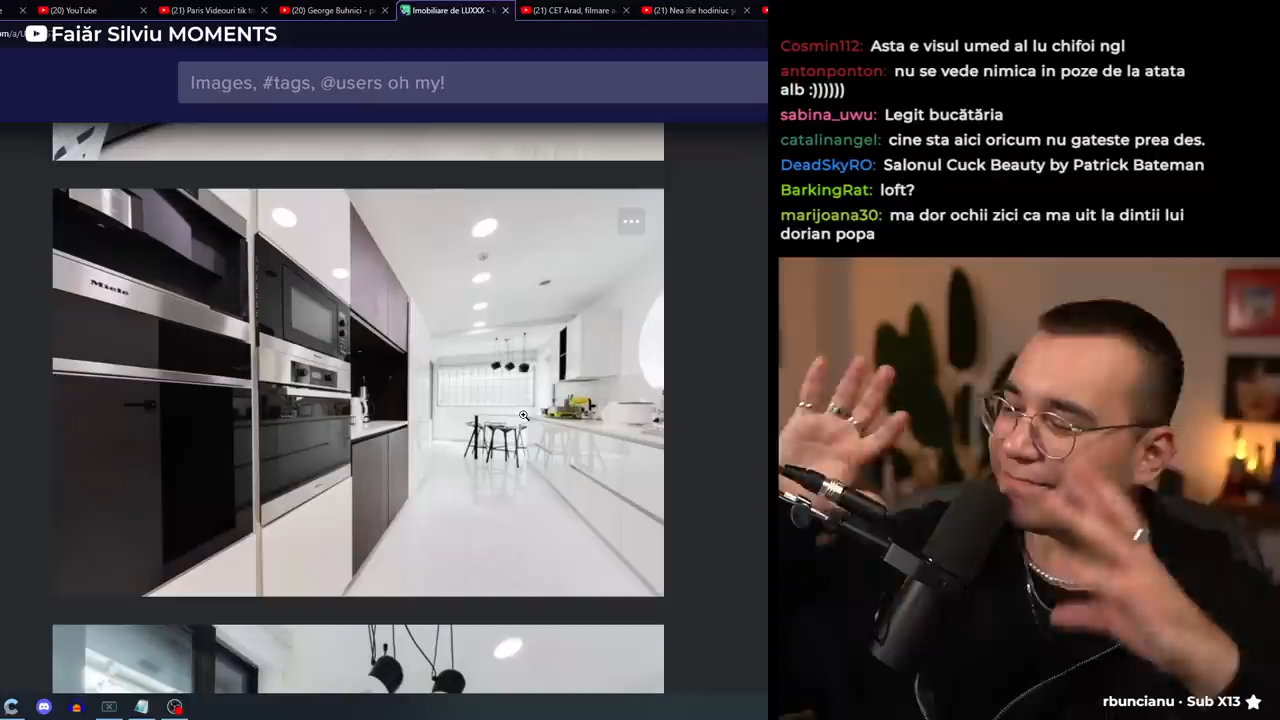 (20) YouTube
(21) Paris Videouri tik t
(20) George Buhnici - p
Imobiliare de LUXXX -
(21) CET Arad, filmare a
(21) Nea ilie hodiniuc ș
Faiăr Silviu MOMENTS
Images, #tags, @users oh my!
Miele
Cosmin112: Asta e visul umed al lu chifoi ngl
antonponton: nu se vede nimica in poze de la atata
alb :))))))
sabina_uwu: Legit bucătăria
catalinangel: cine sta aici oricum nu gateste prea des.
DeadSkyRO: Salonul Cuck Beauty by Patrick Bateman
BarkingRat: loft?
marijoana30: ma dor ochii zici ca ma uit la dintii lui
dorian popa
rbuncianu · Sub X13